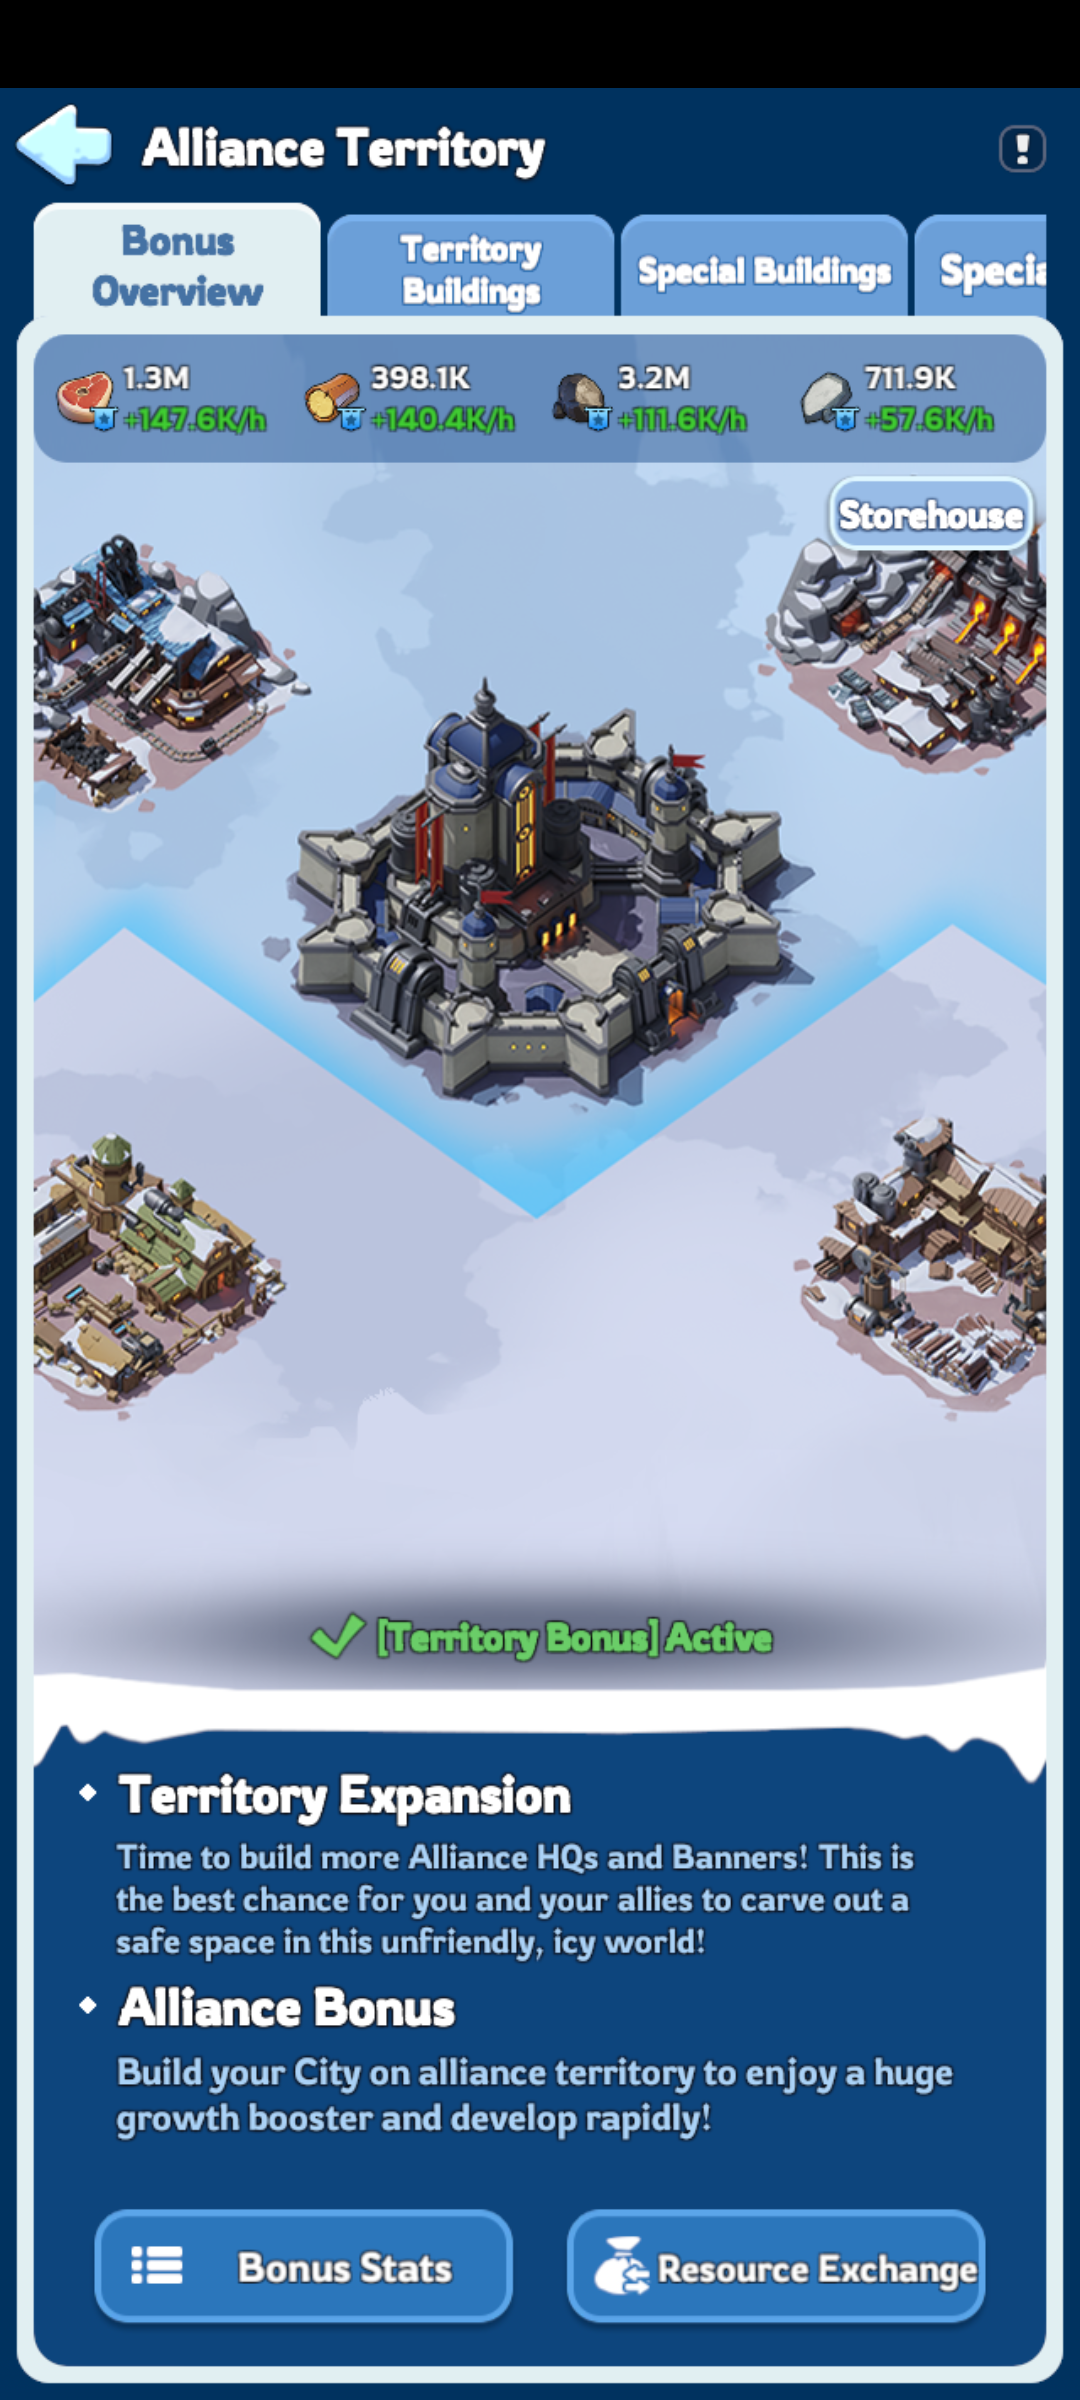 Alliance Territory
!
Bonus
Overview
Territory
Buildings
Special Buildings
Specia
1.3M
+147.6K/h
398.1K
+140.4K/h
3.2M
+111.6K/h
711.9K
+57.6K/h
Storehouse
[Territory Bonus] Active
Territory Expansion
Time to build more Alliance HQs and Banners! This is
the best chance for you and your allies to carve out a
safe space in this unfriendly, icy world!
Alliance Bonus
Build your City on alliance territory to enjoy a huge
growth booster and develop rapidly!
Bonus Stats
Resource Exchange